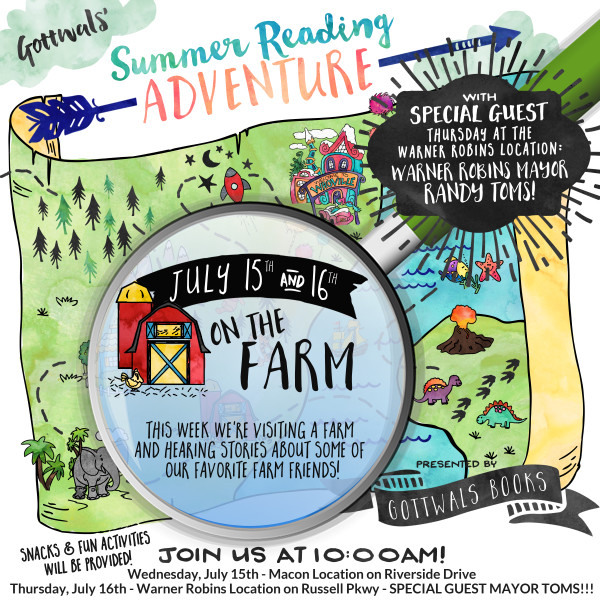 Gottwals'
Summer Reading
ADVENTURE
WITH
SPECIAL GUEST
THURSDAY AT THE
WARNER ROBINS LOCATION:
WARNER ROBINS MAYOR
RANDY TOMS!
JULY 15TH AND 16TH
ON THE
FARM
THIS WEEK WE'RE VISITING A FARM
AND HEARING STORIES ABOUT SOME OF
OUR FAVORITE FARM FRIENDS!
PRESENTED BY
GOTTWALS BOOKS
SNACKS & FUN ACTIVITIES
WILL BE PROVIDED!
JOIN US AT 10:00AM!
Wednesday, July 15th - Macon Location on Riverside Drive
Thursday, July 16th - Warner Robins Location on Russell Pkwy - SPECIAL GUEST MAYOR TOMS!!!